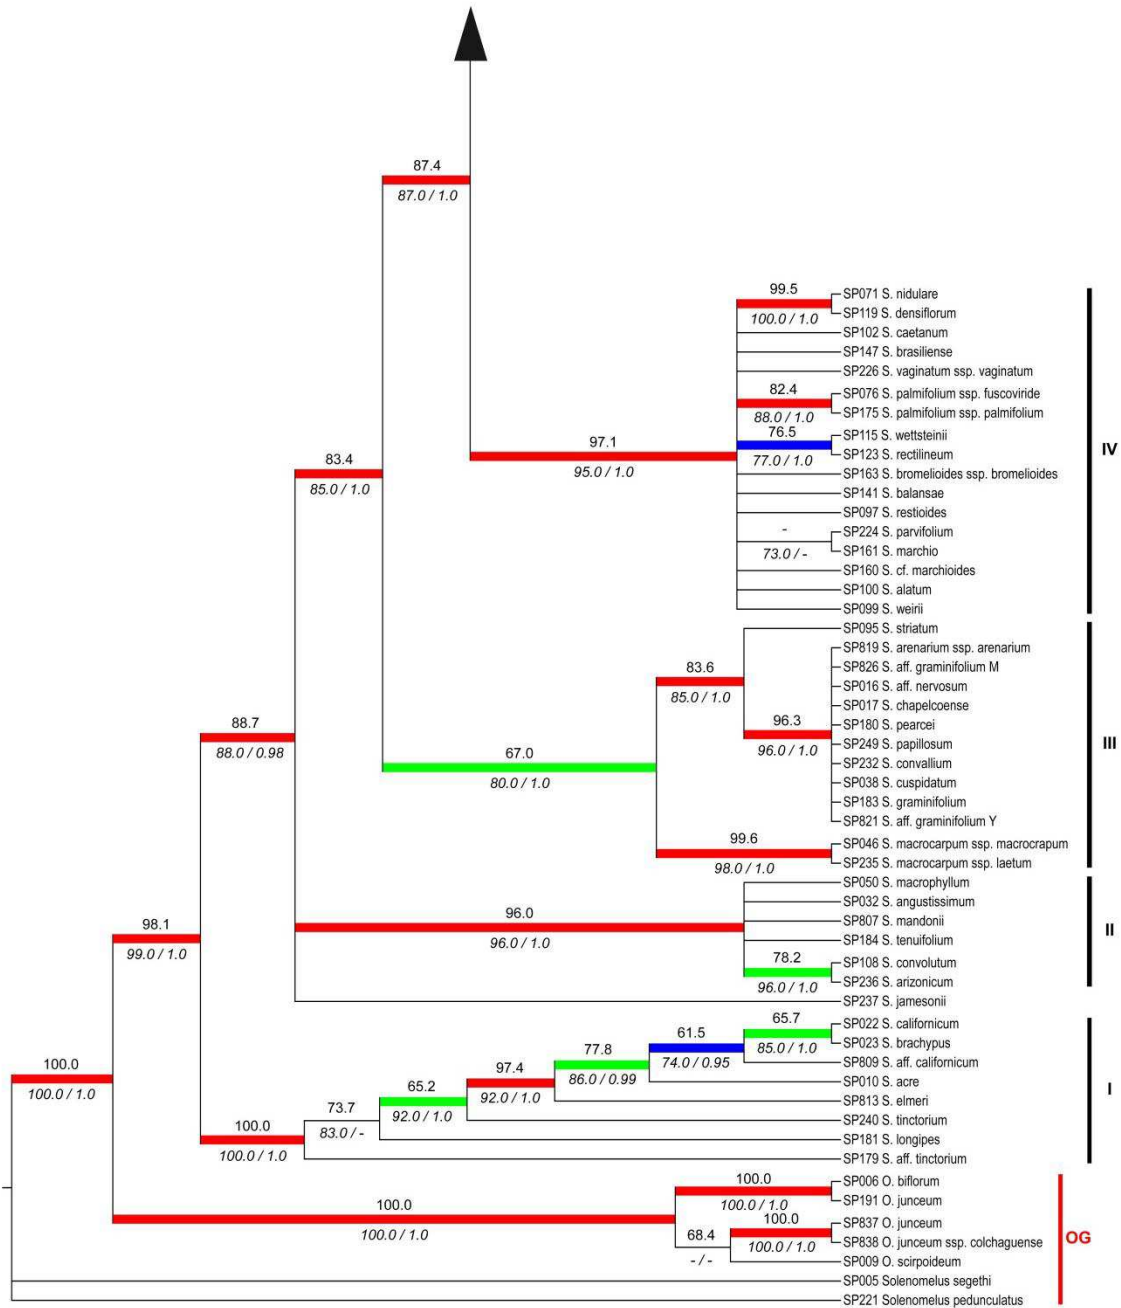 87.4
87.0 / 1.0
99.5
SP071 S. nidulare
SP119 S. densiflorum
100.0 / 1.0
SP102 S. caetanum
SP147 S. brasiliense
SP226 S. vaginatum ssp. vaginatum
82.4
SP076 S. palmifolium ssp. fuscoviride
SP175 S. palmifolium ssp. palmifolium
88.0 / 1.0
76.5
SP115 S. wettsteinii
SP123 S. rectilineum
77.0 / 1.0
97.1
95.0 / 1.0
IV
83.4
85.0 / 1.0
SP163 S. bromelioides ssp. bromelioides
SP141 S. balansae
SP097 S. restioides
-
SP224 S. parvifolium
SP161 S. marchio
73.0 / -
SP160 S. cf. marchioides
SP100 S. alatum
SP099 S. weirii
SP095 S. striatum
SP819 S. arenarium ssp. arenarium
83.6
SP826 S. aff. graminifolium M
SP016 S. aff. nervosum
85.0 / 1.0
SP017 S. chapelcoense
88.7
96.3
SP180 S. pearcei
SP249 S. papillosum
88.0 / 0.98
96.0 / 1.0
III
67.0
SP232 S. convallium
80.0 / 1.0
SP038 S. cuspidatum
SP183 S. graminifolium
SP821 S. aff. graminifolium Y
99.6
SP046 S. macrocarpum ssp. macrocrapum
SP235 S. macrocarpum ssp. laetum
98.0 / 1.0
SP050 S. macrophyllum
SP032 S. angustissimum
96.0
SP807 S. mandonii
98.1
96.0 / 1.0
II
99.0 / 1.0
SP184 S. tenuifolium
78.2
SP108 S. convolutum
SP236 S. arizonicum
96.0 / 1.0
SP237 S. jamesonii
65.7
SP022 S. californicum
61.5
SP023 S. brachypus
85.0 / 1.0
77.8
74.0 / 0.95
SP809 S. aff. californicum
100.0
97.4
86.0 / 0.99
SP010 S. acre
I
100.0 / 1.0
65.2
92.0 / 1.0
SP813 S. elmeri
73.7
92.0 / 1.0
SP240 S. tinctorium
100.0
83.0 / -
SP181 S. longipes
100.0 / 1.0
SP179 S. aff. tinctorium
100.0
SP006 O. biflorum
SP191 O. junceum
100.0 / 1.0
100.0
100.0 / 1.0
100.0
SP837 O. junceum
68.4
SP838 O. junceum ssp. colchaguense
OG
100.0 / 1.0
- / -
SP009 O. scirpoideum
SP005 Solenomelus segethi
SP221 Solenomelus pedunculatus